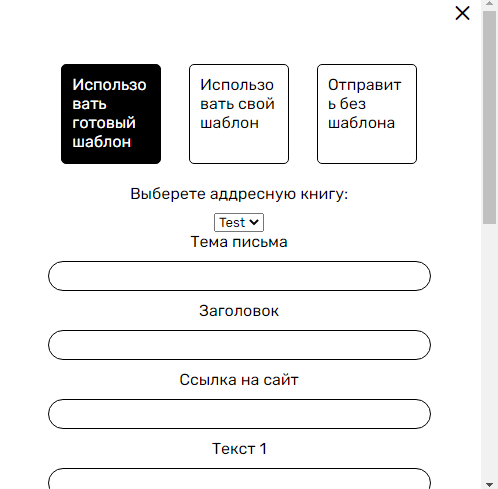 Использо
вать
готовый
шаблон
Использо
вать свой
шаблон
Отправит
ь без
шаблона
Выберете аддресную книгу:
Test
Тема письма
Заголовок
Ссылка на сайт
Текст 1